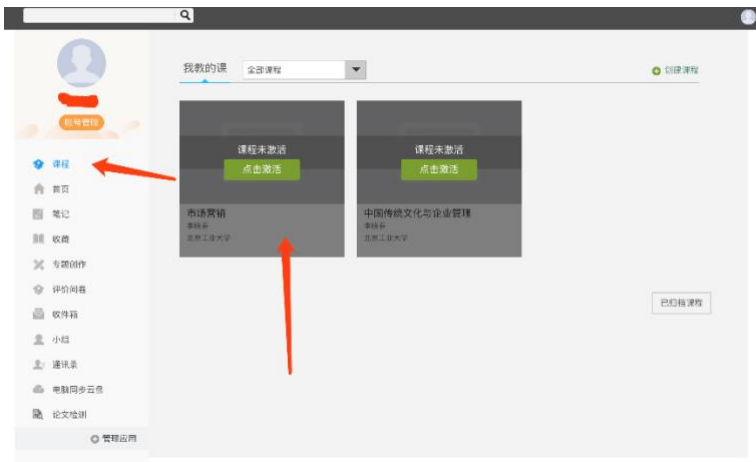 我教的课
全部课程
创建课程
账号管理
课程
首页
笔记
收藏
专题创作
评价问卷
收件箱
小组
通讯录
电脑同步云盘
论文检测
管理应用
课程未激活
点击激活
市场营销
北京工业大学
课程未激活
点击激活
中国传统文化与企业管理
北京工业大学
已归档课程